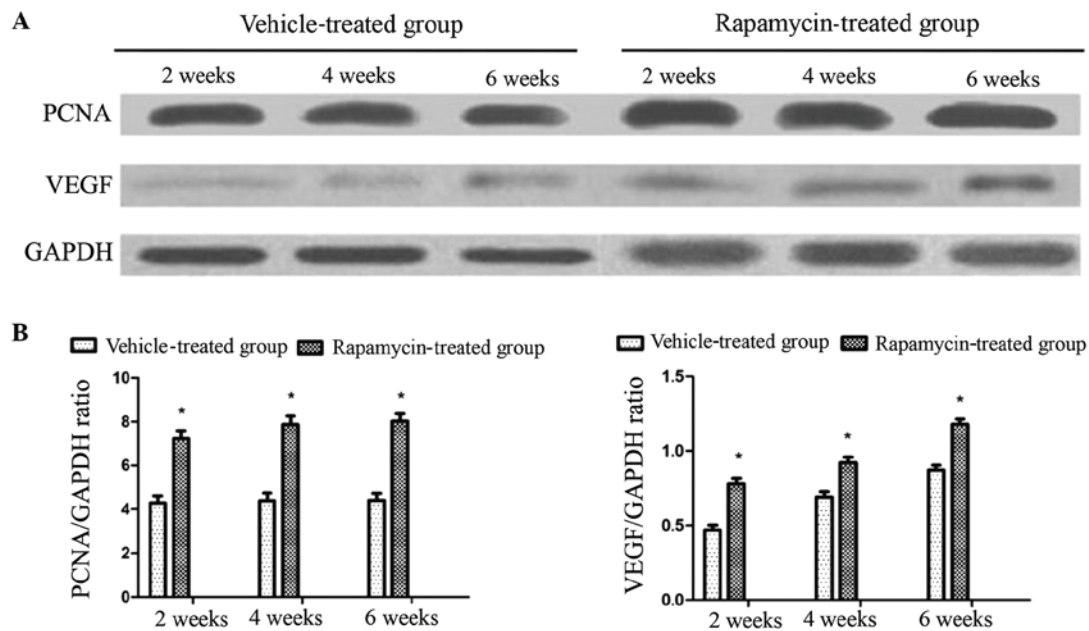 A
Vehicle-treated group Rapamycin-treated group
2 weeks 4 weeks 6 weeks 2 weeks 4 weeks 6 weeks
PCNA
VEGF
GAPDH
B
Vehicle-treated group Rapamycin-treated group
PCNA/GAPDH ratio
10
8
6
4
2
0
* * *
2 weeks 4 weeks 6 weeks
Vehicle-treated group Rapamycin-treated group
VEGF/GAPDH ratio
1.5
1.0
0.5
0.0
* * *
2 weeks 4 weeks 6 weeks